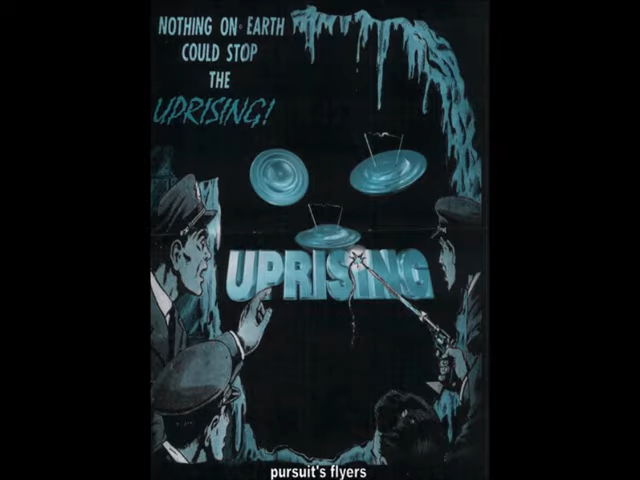 NOTHING ON EARTH
COULD STOP
THE
UPRISING!
UPRISING
pursuit's flyers